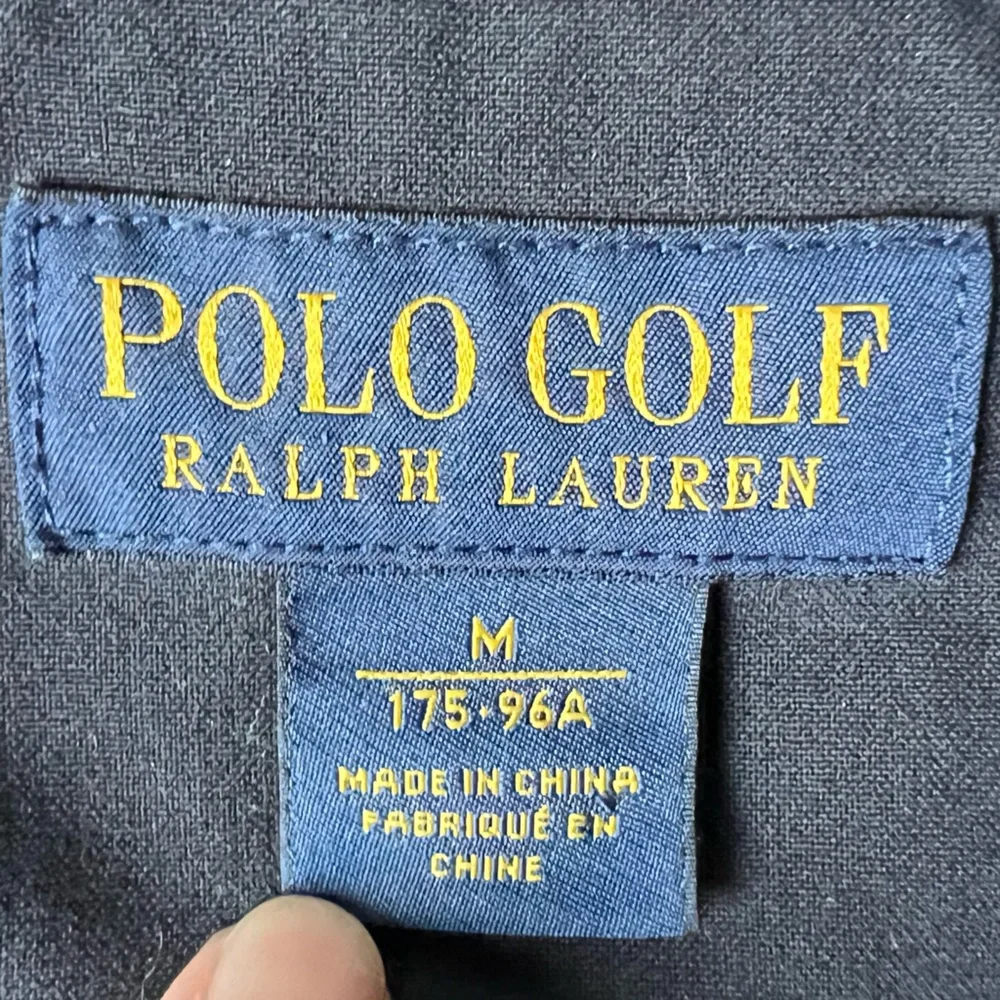 POLO GOLF
RALPH LAUREN
M
175·96A
MADE IN CHINA
FABRIQUÉ EN
CHINE